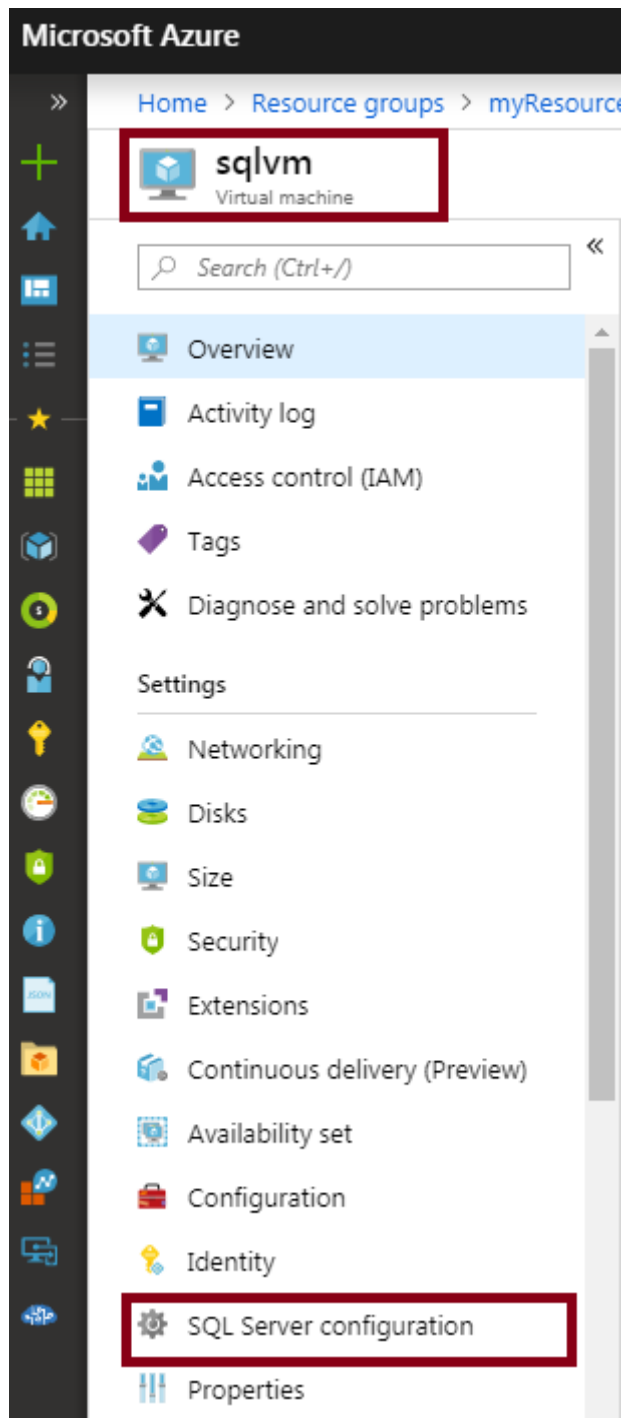 Microsoft Azure
» Home > Resource groups > myResource
sqlvm
Virtual machine
Search (Ctrl+/)
«
Overview
Activity log
Access control (IAM)
Tags
Diagnose and solve problems
Settings
Networking
Disks
Size
Security
Extensions
Continuous delivery (Preview)
Availability set
Configuration
Identity
SQL Server configuration
Properties